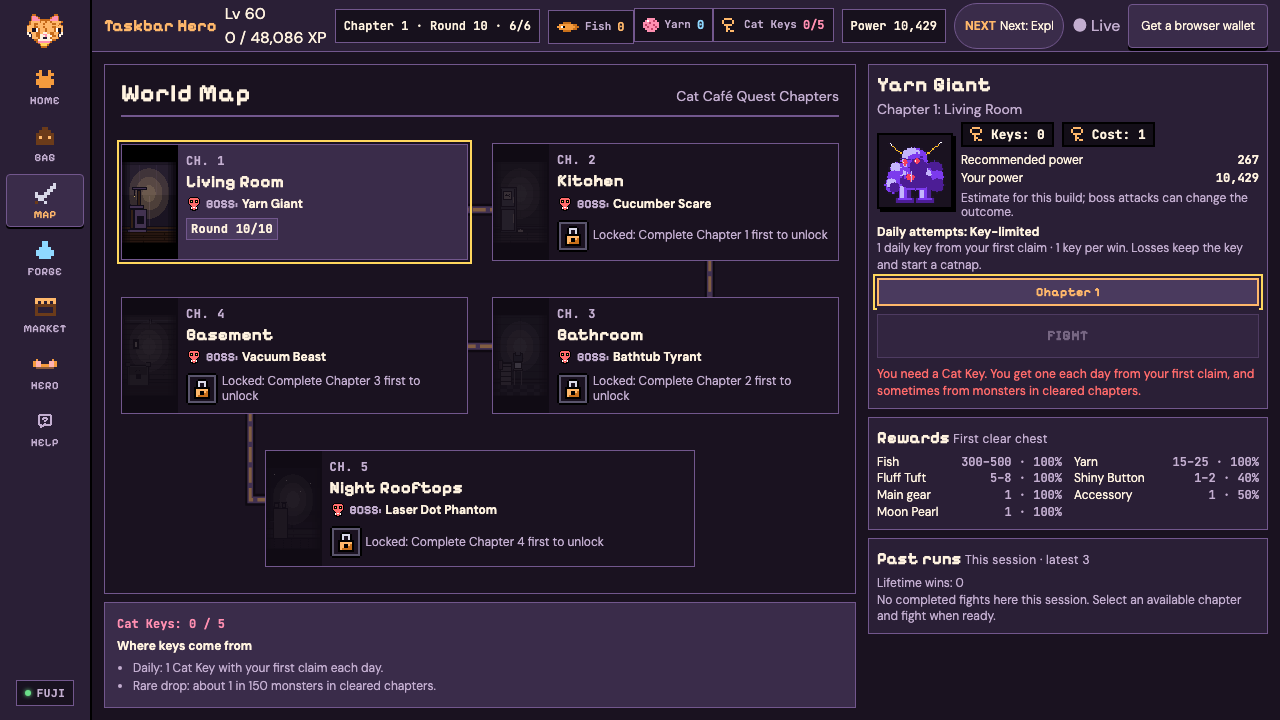 Taskbar Hero
Lv 60
0 / 48,086 XP
Chapter 1 · Round 10 · 6/6
Fish 0
Yarn 0
Cat Keys 0/5
Power 10,429
NEXT Next: Expl
Live
Get a browser wallet
HOME
BAG
MAP
FORGE
MARKET
HERO
HELP
FUJI
World Map
Cat Café Quest Chapters
CH. 1
Living Room
BOSS: Yarn Giant
Round 10/10
CH. 2
Kitchen
BOSS: Cucumber Scare
Locked: Complete Chapter 1 first to unlock
CH. 4
Basement
BOSS: Vacuum Beast
Locked: Complete Chapter 3 first to
unlock
CH. 3
Bathroom
BOSS: Bathtub Tyrant
Locked: Complete Chapter 2 first to
unlock
CH. 5
Night Rooftops
BOSS: Laser Dot Phantom
Locked: Complete Chapter 4 first to unlock
Cat Keys: 0 / 5
Where keys come from
• Daily: 1 Cat Key with your first claim each day.
• Rare drop: about 1 in 150 monsters in cleared chapters.
Yarn Giant
Chapter 1: Living Room
Keys: 0
Cost: 1
Recommended power 267
Your power 10,429
Estimate for this build; boss attacks can change the
outcome.
Daily attempts: Key-limited
1 daily key from your first claim · 1 key per win. Losses keep the key
and start a catnap.
Chapter 1
FIGHT
You need a Cat Key. You get one each day from your first claim, and
sometimes from monsters in cleared chapters.
Rewards First clear chest
Fish 300-500 · 100% Yarn 15-25 · 100%
Fluff Tuft 5-8 · 100% Shiny Button 1-2 · 40%
Main gear 1 · 100% Accessory 1 · 50%
Moon Pearl 1 · 100%
Past runs This session · latest 3
Lifetime wins: 0
No completed fights here this session. Select an available chapter
and fight when ready.